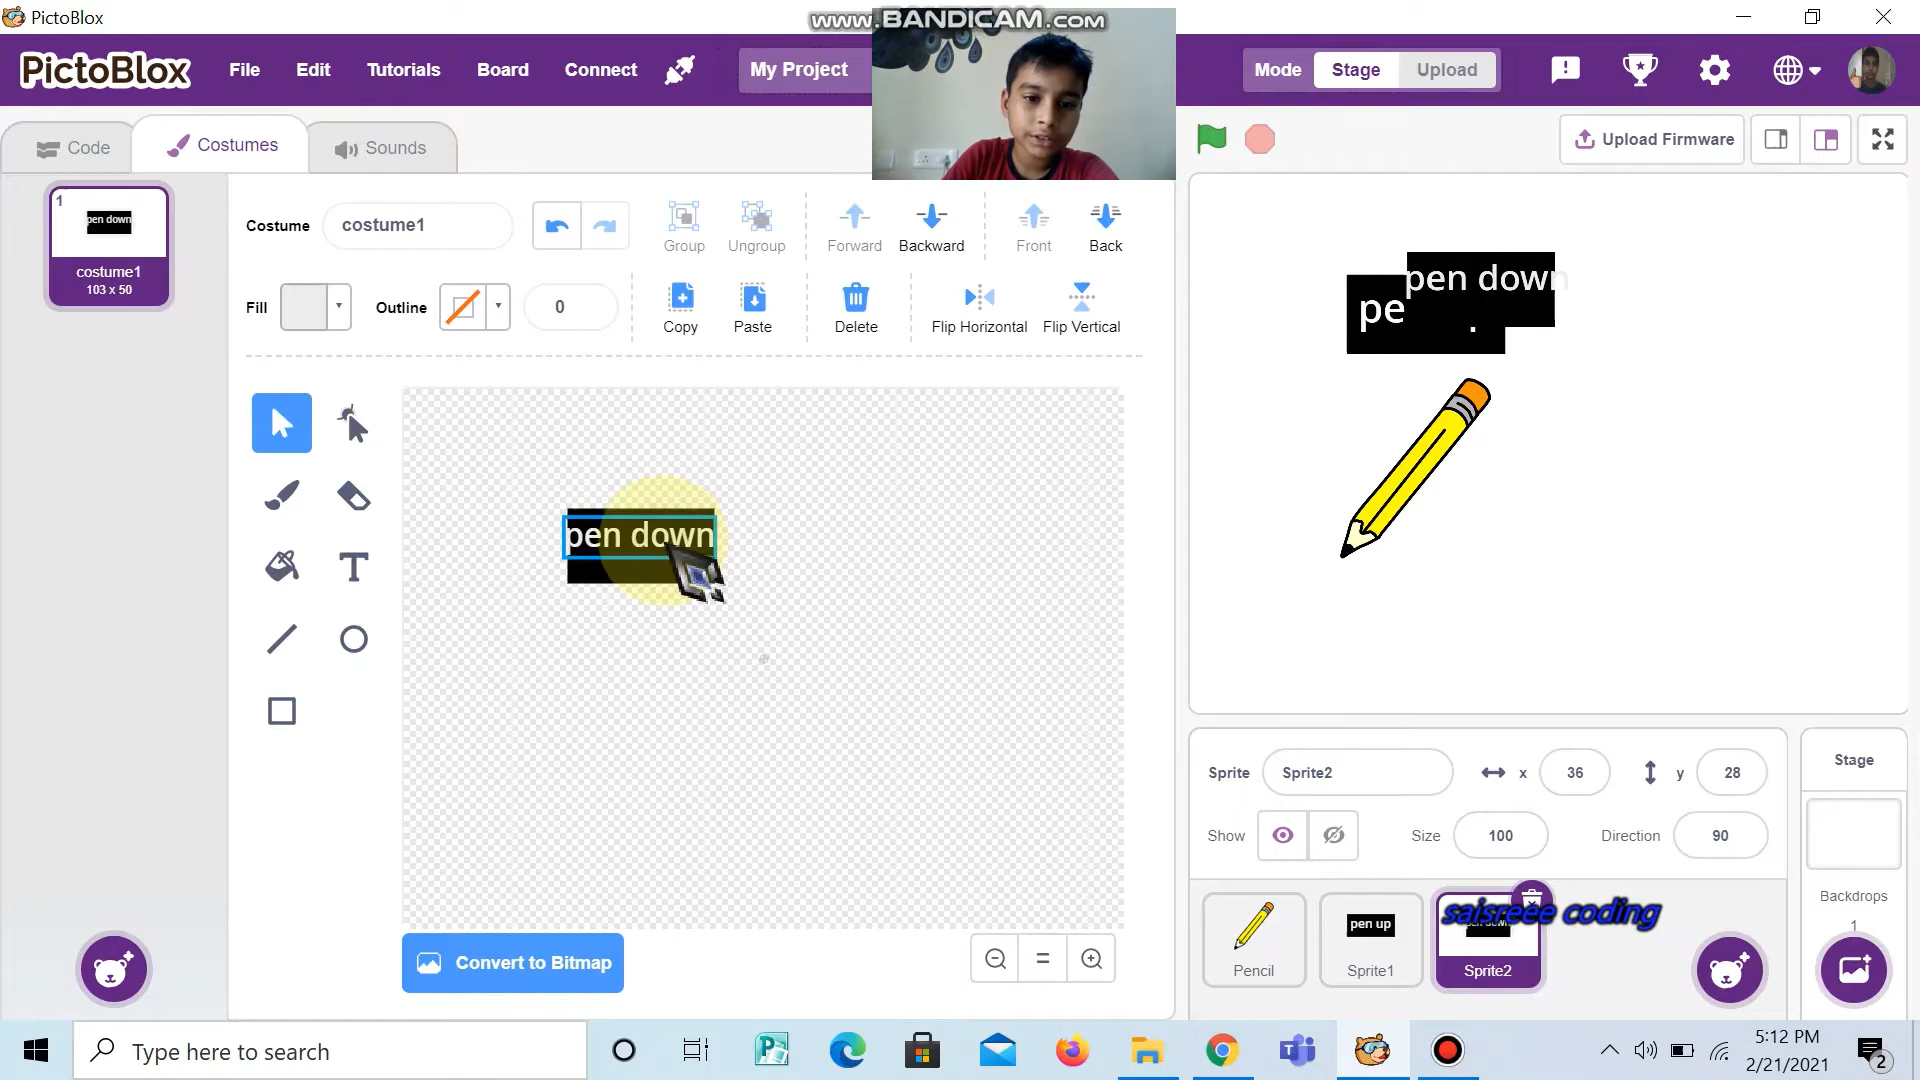 PictoBlox
www.BANDICAM.com
PictoBlox
File
Edit
Tutorials
Board
Connect
My Project
Mode
Stage
Upload
Code
Costumes
Sounds
Upload Firmware
1
pen down
costume1
103 x 50
Costume
costume1
Group
Ungroup
Forward
Backward
Front
Back
Fill
Outline
0
Copy
Paste
Delete
Flip Horizontal
Flip Vertical
pen down
pen down
pe
Convert to Bitmap
Sprite
Sprite2
x
36
y
28
Show
Size
100
Direction
90
Stage
Pencil
pen up
Sprite1
saisreee coding
Sprite2
Backdrops
1
Type here to search
5:12 PM
2/21/2021
2